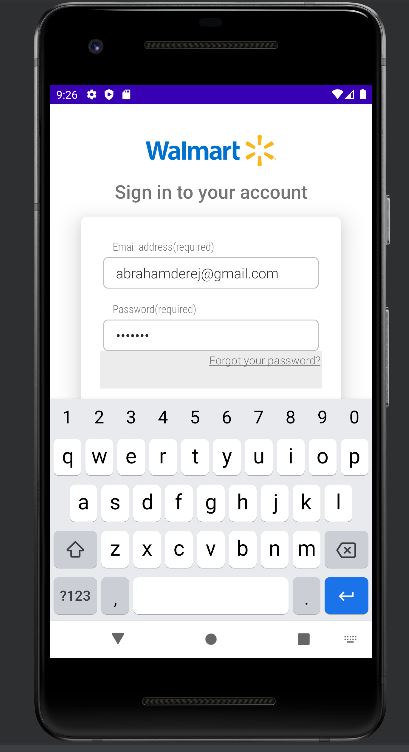 9:26
Walmart
Sign in to your account
Email address(required)
abrahamderej@gmail.com
Password(required)
•••••••
Forgot your password?
1 2 3 4 5 6 7 8 9 0
q w e r t y u i o p
a s d f g h j k l
z x c v b n m
?123 , .